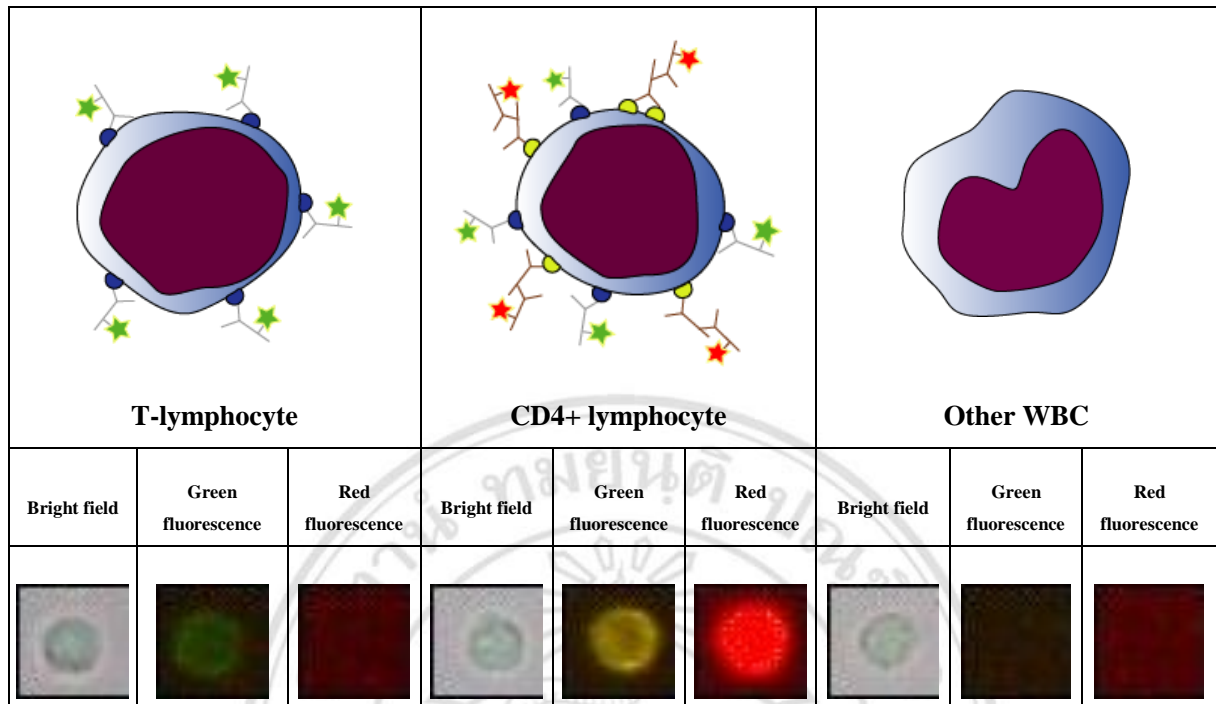 T-lymphocyte
CD4+ lymphocyte
Other WBC
Bright field
Green
fluorescence
Red
fluorescence
Bright field
Green
fluorescence
Red
fluorescence
Bright field
Green
fluorescence
Red
fluorescence